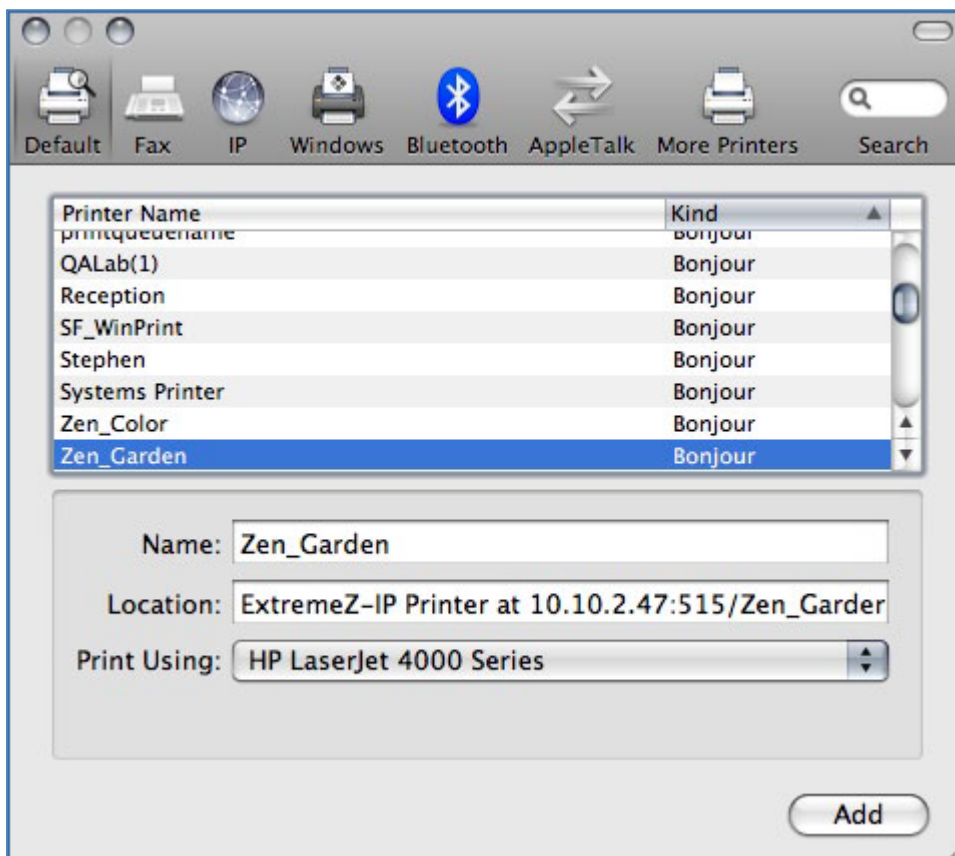 Default Fax IP Windows Bluetooth AppleTalk More Printers Search
Printer Name Kind
printqueuename Bonjour
QALab(1) Bonjour
Reception Bonjour
SF_WinPrint Bonjour
Stephen Bonjour
Systems Printer Bonjour
Zen_Color Bonjour
Zen_Garden Bonjour
Name: Zen_Garden
Location: ExtremeZ-IP Printer at 10.10.2.47:515/Zen_Garder
Print Using: HP LaserJet 4000 Series
Add